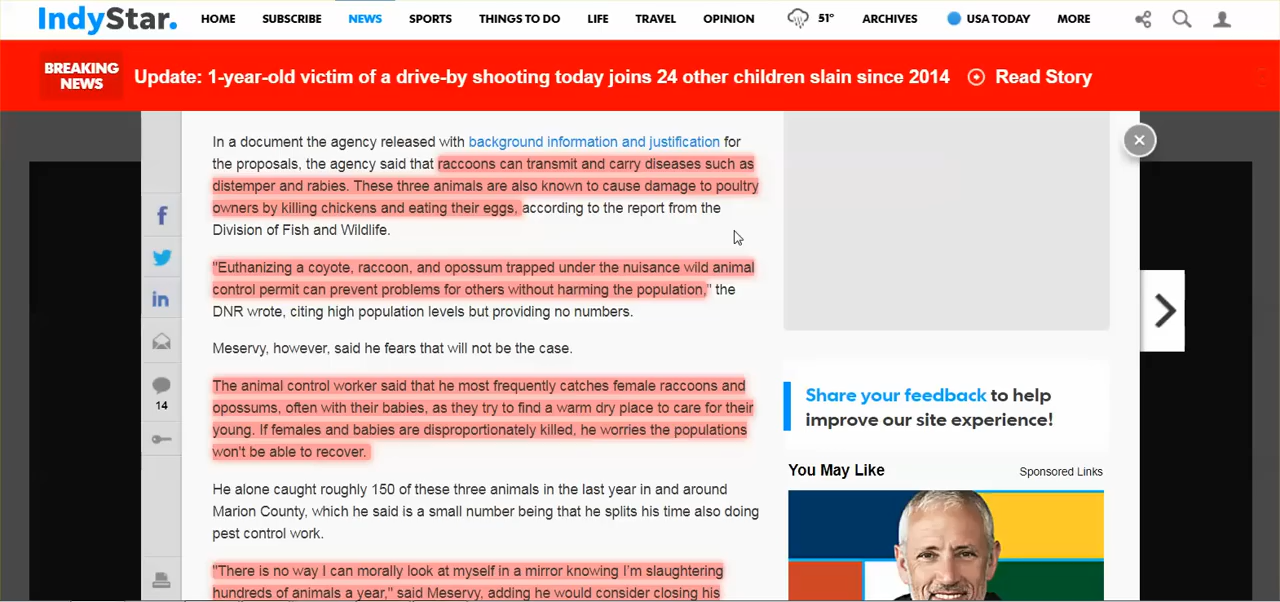 IndyStar.
HOME SUBSCRIBE NEWS SPORTS THINGS TO DO LIFE TRAVEL OPINION 51° ARCHIVES USA TODAY MORE
BREAKING
NEWS
Update: 1-year-old victim of a drive-by shooting today joins 24 other children slain since 2014 Read Story
In a document the agency released with background information and justification for
the proposals, the agency said that raccoons can transmit and carry diseases such as
distemper and rabies. These three animals are also known to cause damage to poultry
owners by killing chickens and eating their eggs, according to the report from the
Division of Fish and Wildlife.
"Euthanizing a coyote, raccoon, and opossum trapped under the nuisance wild animal
control permit can prevent problems for others without harming the population," the
DNR wrote, citing high population levels but providing no numbers.
Meservy, however, said he fears that will not be the case.
The animal control worker said that he most frequently catches female raccoons and
opossums, often with their babies, as they try to find a warm dry place to care for their
young. If females and babies are disproportionately killed, he worries the populations
won't be able to recover.
He alone caught roughly 150 of these three animals in the last year in and around
Marion County, which he said is a small number being that he splits his time also doing
pest control work.
"There is no way I can morally look at myself in a mirror knowing I'm slaughtering
hundreds of animals a year," said Meservy, adding he would consider closing his
14
Share your feedback to help
improve our site experience!
You May Like Sponsored Links